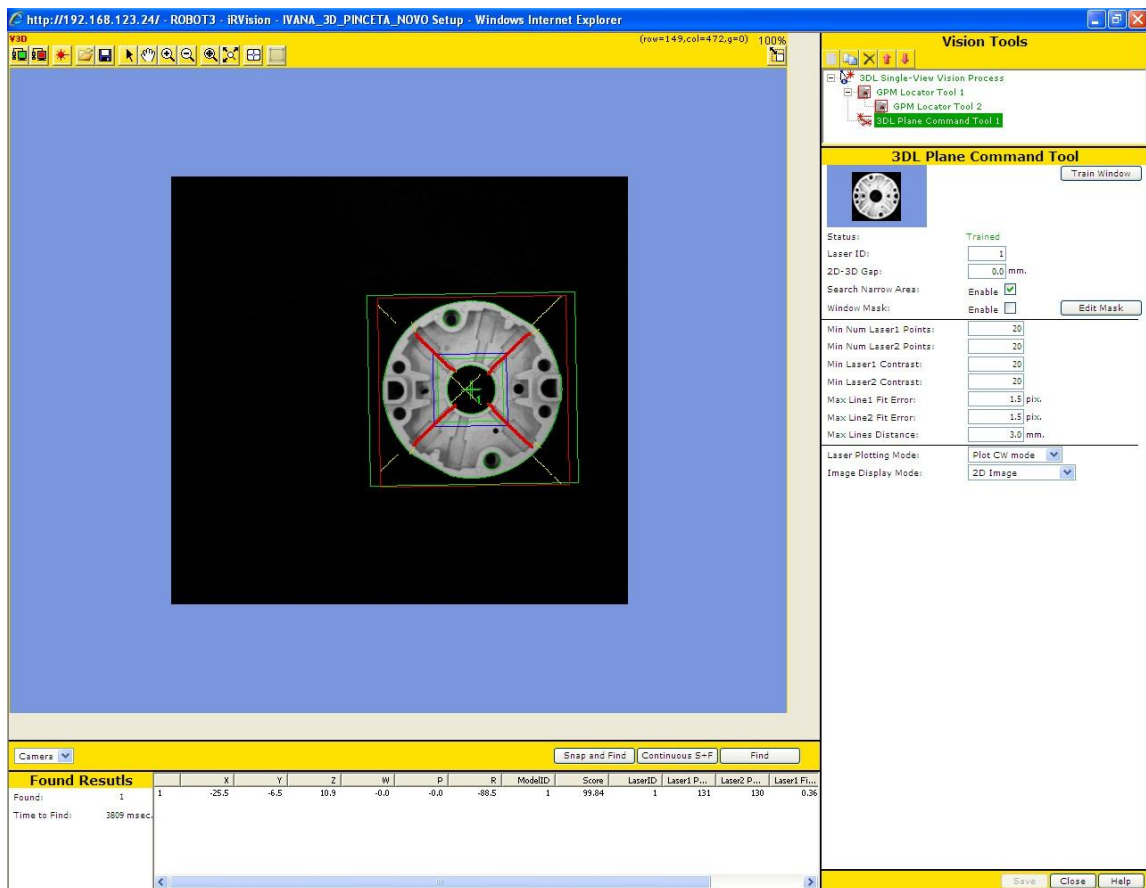 http://192.168.123.24/ - ROBOT3 - iRVision - IVANA_3D_PINCETA_NOVO Setup - Windows Internet Explorer
V3D
(row=149,col=472,g=0) 100%
Vision Tools
3DL Single-View Vision Process
GPM Locator Tool 1
GPM Locator Tool 2
3DL Plane Command Tool 1
3DL Plane Command Tool
Train Window
Status: Trained
Laser ID: 1
2D-3D Gap: 0.0 mm.
Search Narrow Area: Enable
Window Mask: Enable Edit Mask
Min Num Laser1 Points: 20
Min Num Laser2 Points: 20
Min Laser1 Contrast: 20
Min Laser2 Contrast: 20
Max Line1 Fit Error: 1.5 pix.
Max Line2 Fit Error: 1.5 pix.
Max Lines Distance: 3.0 mm.
Laser Plotting Mode: Plot CW mode
Image Display Mode: 2D Image
1
Camera
Snap and Find Continuous S+F Find
Found Resutls
X Y Z W P R ModelID Score LaserID Laser1 P... Laser2 P... Laser1 Fi...
Found: 1
1 -25.5 -6.5 10.9 -0.0 -0.0 -88.5 1 99.84 1 131 130 0.36
Time to Find: 3809 msec.
Save Close Help